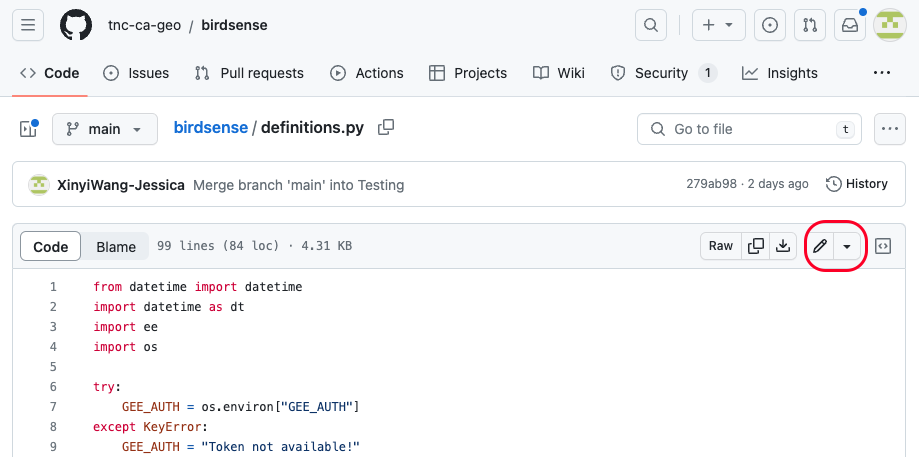 tnc-ca-geo / birdsense
Code Issues Pull requests Actions Projects Wiki Security 1 Insights
main birdsense / definitions.py Go to file t
XinyiWang-Jessica Merge branch 'main' into Testing 279ab98 · 2 days ago History
Code Blame 99 lines (84 loc) · 4.31 KB Raw
1 from datetime import datetime
2 import datetime as dt
3 import ee
4 import os
5
6 try:
7 GEE_AUTH = os.environ["GEE_AUTH"]
8 except KeyError:
9 GEE_AUTH = "Token not available!"